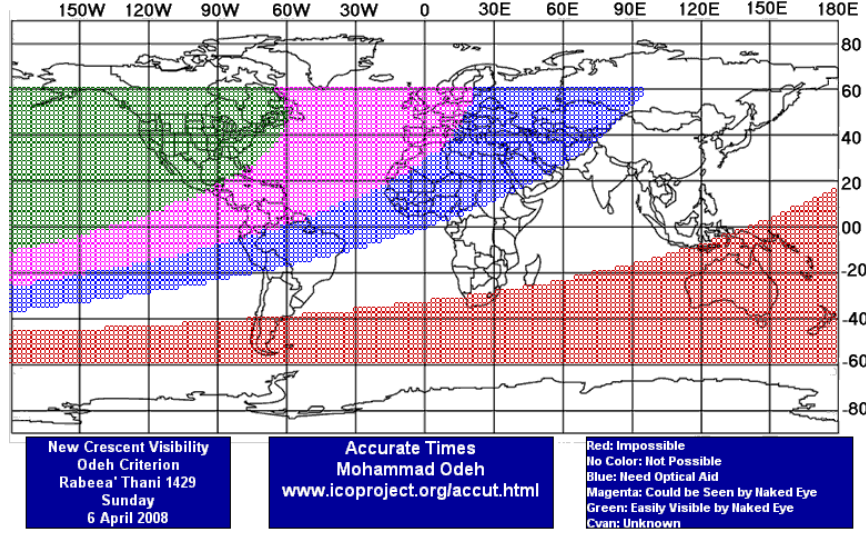 150W 120W 90W 60W 30W 0 30E 60E 90E 120E 150E 180E
80
60
40
20
00
-20
-40
-60
-80
New Crescent Visibility
Odeh Criterion
Rabeea' Thani 1429
Sunday
6 April 2008
Accurate Times
Mohammad Odeh
www.icoproject.org/accut.html
Red: Impossible
No Color: Not Possible
Blue: Need Optical Aid
Magenta: Could be Seen by Naked Eye
Green: Easily Visible by Naked Eye
Cyan: Unknown